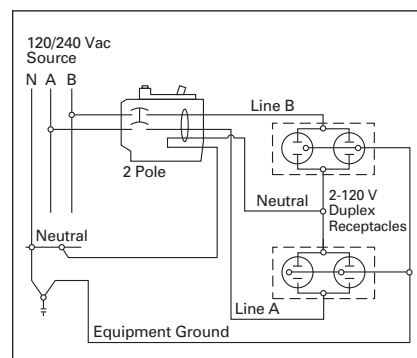 120/240 Vac
Source
N A B
Line B
2 Pole
Neutral
2-120 V
Duplex
Receptacles
Neutral
Line A
Equipment Ground